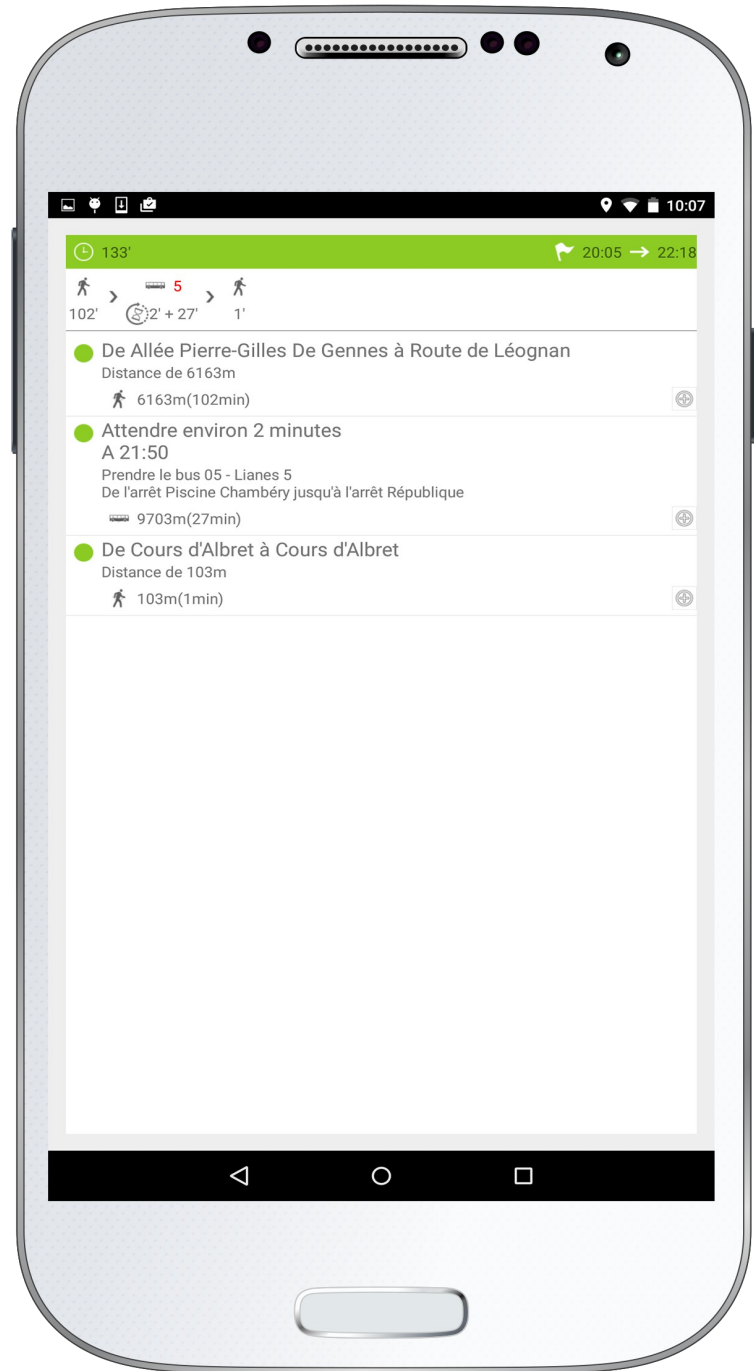 10:07
133' 20:05 → 22:18
5
102' 2' + 27' 1'
De Allée Pierre-Gilles De Gennes à Route de Léognan
Distance de 6163m
6163m(102min)
Attendre environ 2 minutes
A 21:50
Prendre le bus 05 - Lianes 5
De l'arrêt Piscine Chambéry jusqu'à l'arrêt République
9703m(27min)
De Cours d'Albret à Cours d'Albret
Distance de 103m
103m(1min)